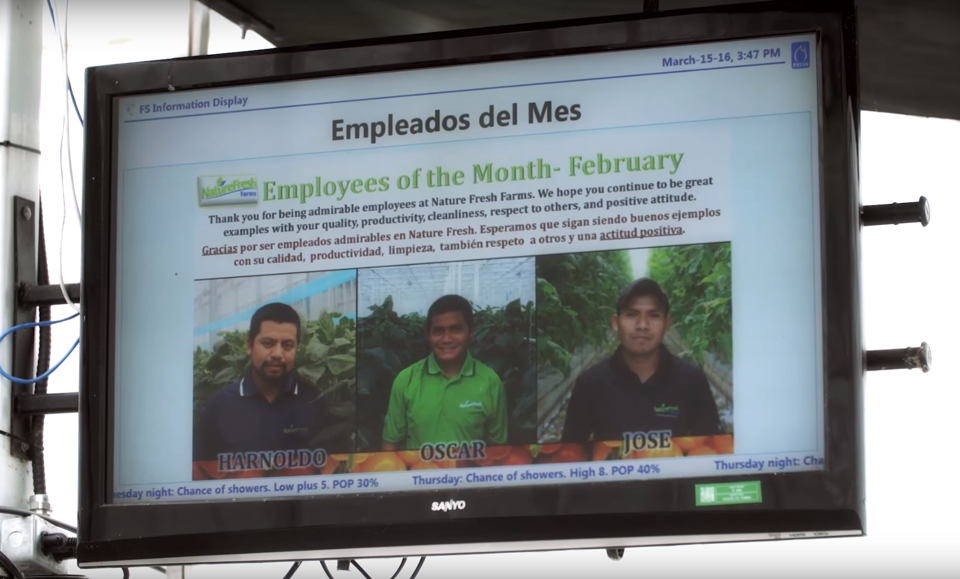 FS Information Display
March-15-16, 3:47 PM
Empleados del Mes
NatureFresh
Farms
Employees of the Month- February
Thank you for being admirable employees at Nature Fresh Farms. We hope you continue to be great
examples with your quality, productivity, cleanliness, respect to others, and positive attitude.
Gracias por ser empleados admirables en Nature Fresh. Esperamos que sigan siendo buenos ejemplos
con su calidad, productividad, limpieza, también respeto a otros y una actitud positiva.
HARNOLDO
OSCAR
JOSE
esday night: Chance of showers. Low plus 5. POP 30% Thursday: Chance of showers. High 8. POP 40% Thursday night: Cha
SANYO